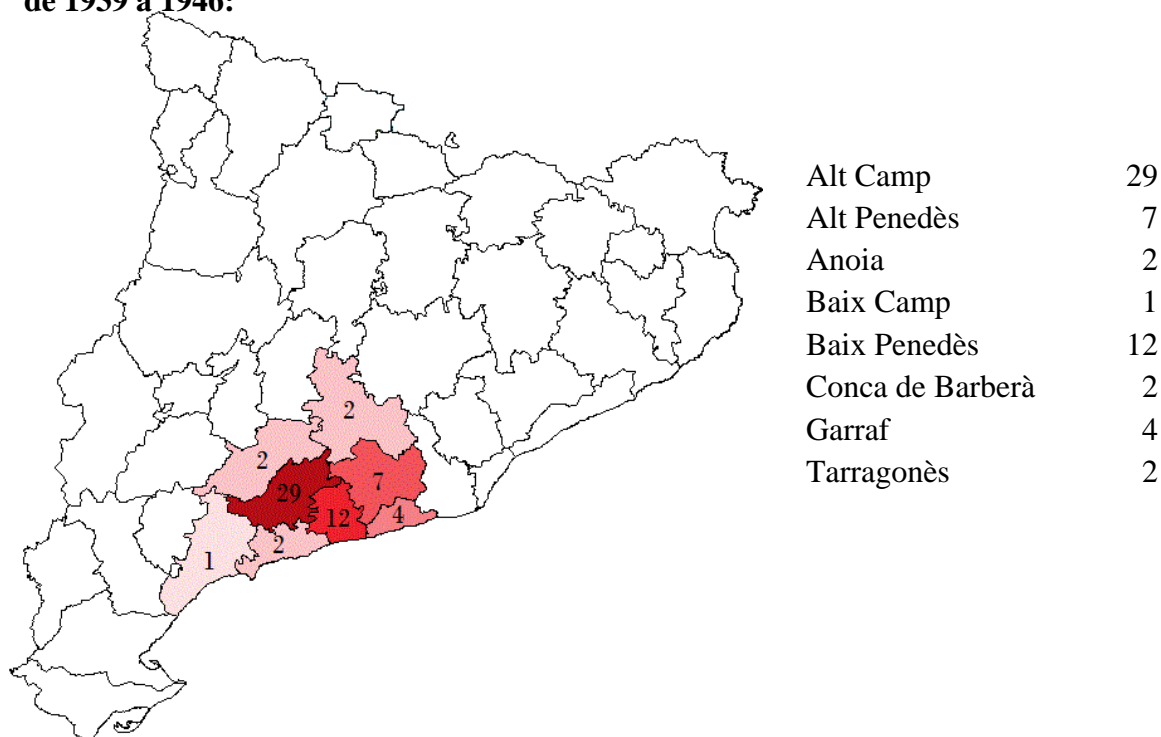 de 1939 a 1946:
Alt Camp 29
Alt Penedès 7
Anoia 2
Baix Camp 1
Baix Penedès 12
Conca de Barberà 2
Garraf 4
Tarragonès 2
2
2
7
29
12
4
2
1